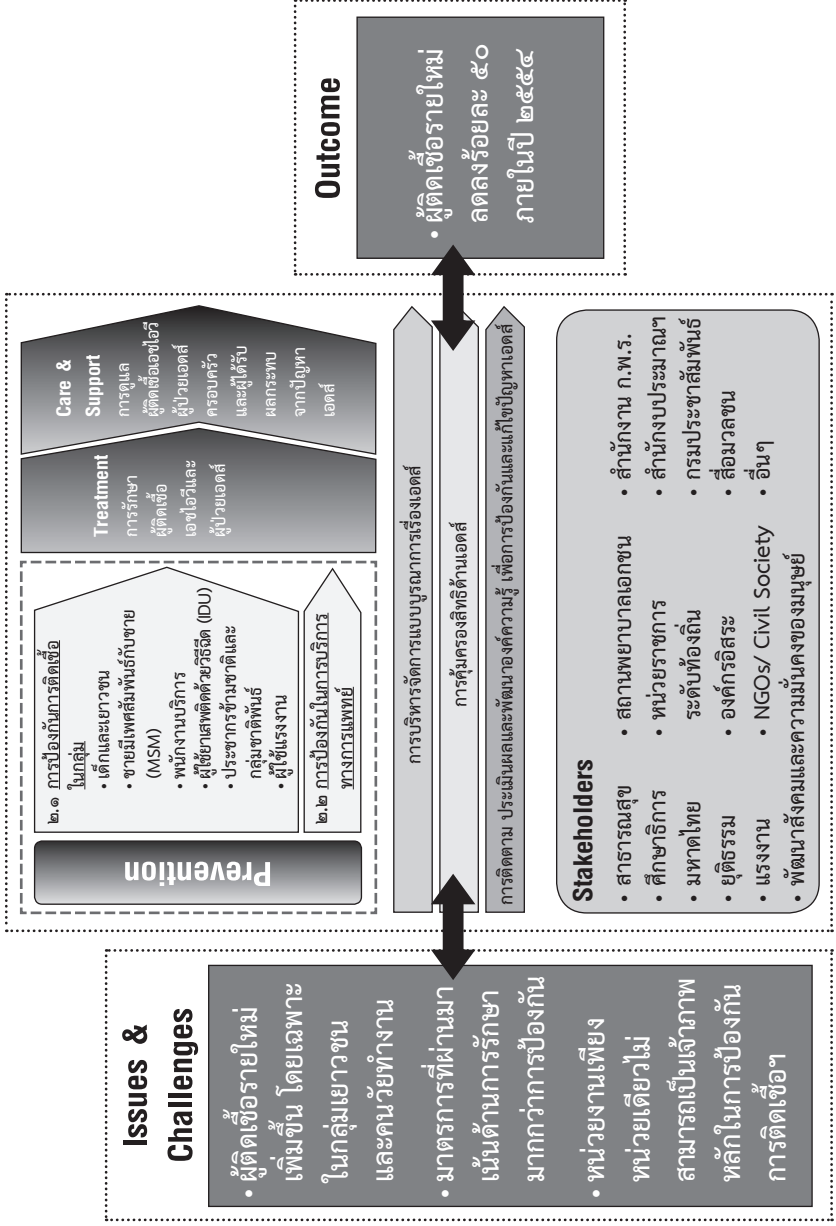 Issues &
Challenges
• ผู้ติดเชื้อรายใหม่
เพิ่มขึ้น โดยเฉพาะ
ในกลุ่มเยาวชน
และคนวัยทำงาน
• มาตรการที่ผ่านมา
เน้นด้านการรักษา
มากกว่าการป้องกัน
• หน่วยงานเพียง
หน่วยเดียวไม่
สามารถเป็นเจ้าภาพ
หลักในการป้องกัน
การติดเชื้อฯ
Prevention
๒.๑ การป้องกันการติดเชื้อ
ในกลุ่ม
• เด็กและเยาวชน
• ชายมีเพศสัมพันธ์กับชาย
(MSM)
• พนักงานบริการ
• ผู้ใช้ยาเสพติดด้วยวิธีฉีด (IDU)
• ประชากรข้ามชาติและ
กลุ่มชาติพันธุ์
• ผู้ใช้แรงงาน
๒.๒ การป้องกันในการบริการ
ทางการแพทย์
Treatment
การรักษา
ผู้ติดเชื้อ
เอชไอวีและ
ผู้ป่วยเอดส์
Care &
Support
การดูแล
ผู้ติดเชื้อเอชไอวี
ผู้ป่วยเอดส์
ครอบครัว
และผู้ได้รับ
ผลกระทบ
จากปัญหา
เอดส์
การบริหารจัดการแบบบูรณาการเรื่องเอดส์
การคุ้มครองสิทธิด้านเอดส์
การติดตาม ประเมินผลและพัฒนาองค์ความรู้ เพื่อการป้องกันและแก้ไขปัญหาเอดส์
Stakeholders
• สาธารณสุข
• ศึกษาธิการ
• มหาดไทย
• ยุติธรรม
• แรงงาน
• พัฒนาสังคมและความมั่นคงของมนุษย์
• สถานพยาบาลเอกชน
• หน่วยราชการ
ระดับท้องถิ่น
• องค์กรอิสระ
• NGOs/ Civil Society
• สำนักงาน ก.พ.ร.
• สำนักงบประมาณฯ
• กรมประชาสัมพันธ์
• สื่อมวลชน
• อื่นๆ
Outcome
• ผู้ติดเชื้อรายใหม่
ลดลงร้อยละ ๕๐
ภายในปี ๒๕๕๔